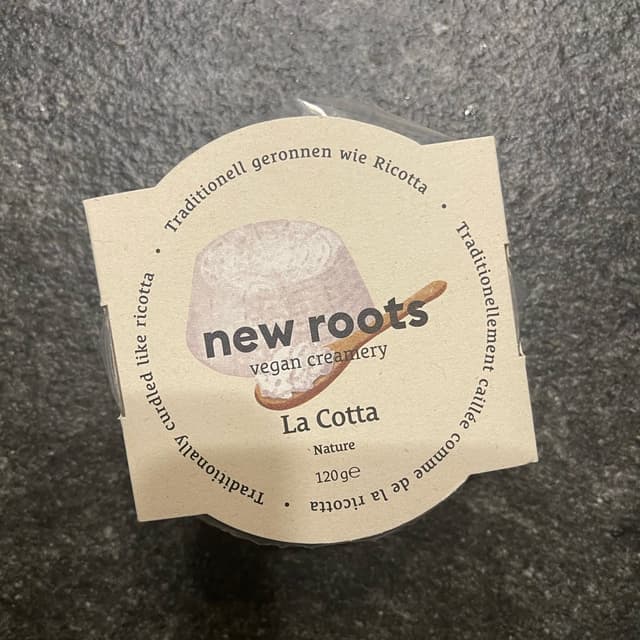 Traditionell geronnen wie Ricotta
Traditionellement caillée comme de la ricotta
Traditionally curdled like ricotta
new roots
vegan creamery
La Cotta
Nature
120g℮